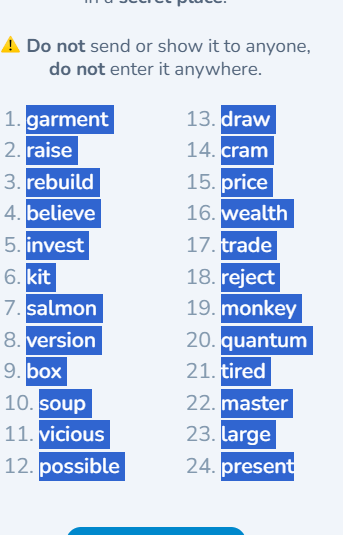 in a secret place.
⚠️ Do not send or show it to anyone,
do not enter it anywhere.
1. garment
2. raise
3. rebuild
4. believe
5. invest
6. kit
7. salmon
8. version
9. box
10. soup
11. vicious
12. possible
13. draw
14. cram
15. price
16. wealth
17. trade
18. reject
19. monkey
20. quantum
21. tired
22. master
23. large
24. present